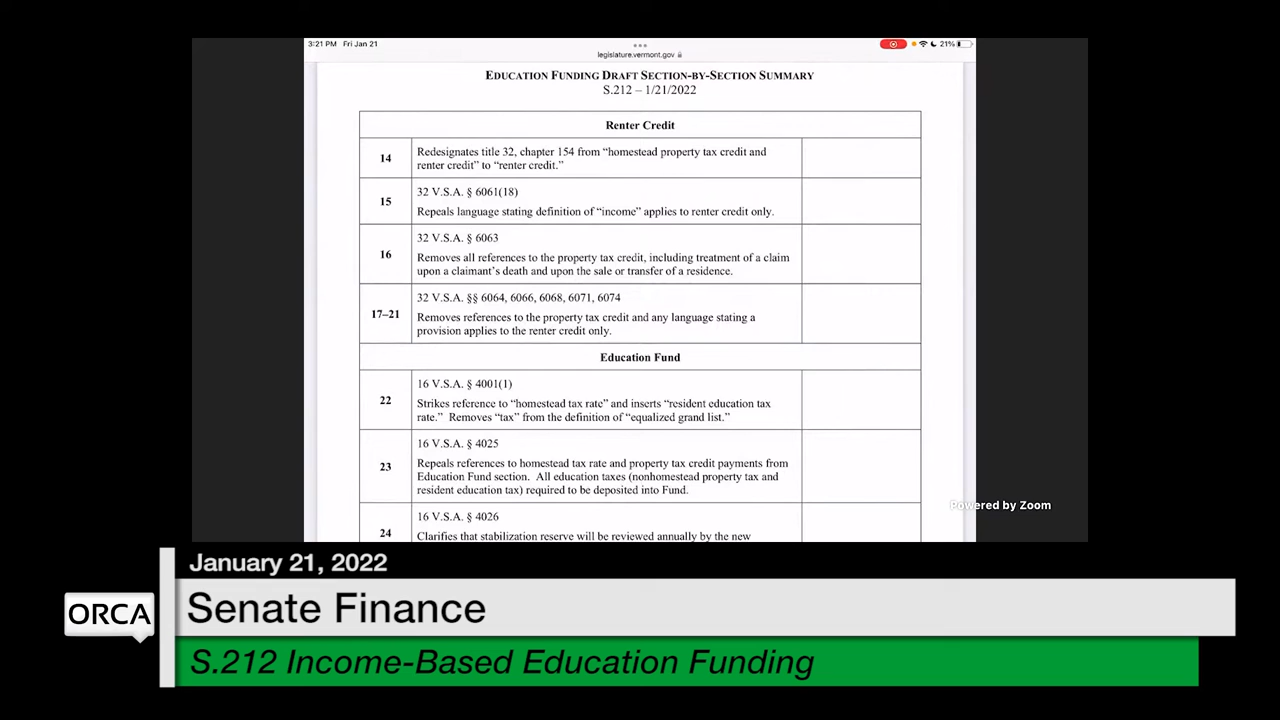 3:21 PM Fri Jan 21
legislature.vermont.gov
21%
EDUCATION FUNDING DRAFT SECTION-BY-SECTION SUMMARY
S.212 – 1/21/2022
Renter Credit
14
Redesignates title 32, chapter 154 from “homestead property tax credit and
renter credit” to “renter credit.”
15
32 V.S.A. § 6061(18)
Repeals language stating definition of “income” applies to renter credit only.
16
32 V.S.A. § 6063
Removes all references to the property tax credit, including treatment of a claim
upon a claimant’s death and upon the sale or transfer of a residence.
17–21
32 V.S.A. §§ 6064, 6066, 6068, 6071, 6074
Removes references to the property tax credit and any language stating a
provision applies to the renter credit only.
Education Fund
22
16 V.S.A. § 4001(1)
Strikes reference to “homestead tax rate” and inserts “resident education tax
rate.” Removes “tax” from the definition of “equalized grand list.”
23
16 V.S.A. § 4025
Repeals references to homestead tax rate and property tax credit payments from
Education Fund section. All education taxes (nonhomestead property tax and
resident education tax) required to be deposited into Fund.
24
16 V.S.A. § 4026
Clarifies that stabilization reserve will be reviewed annually by the new
Powered by Zoom
January 21, 2022
ORCA
Senate Finance
S.212 Income-Based Education Funding